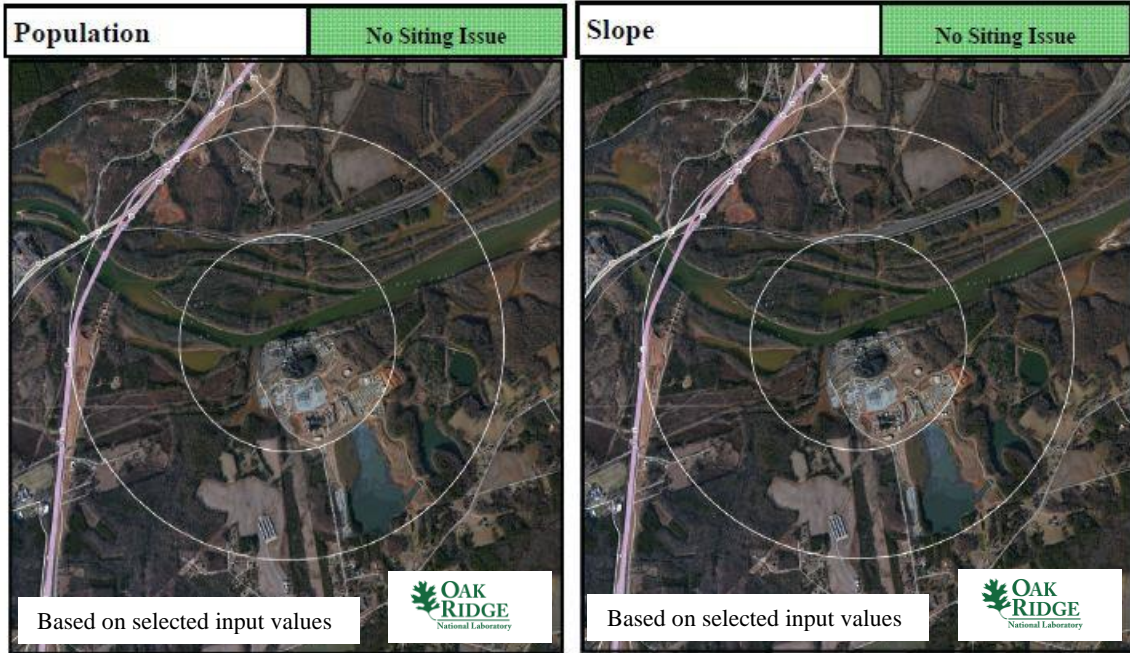 Population
No Siting Issue
Based on selected input values
OAK
RIDGE
National Laboratory
Slope
No Siting Issue
Based on selected input values
OAK
RIDGE
National Laboratory